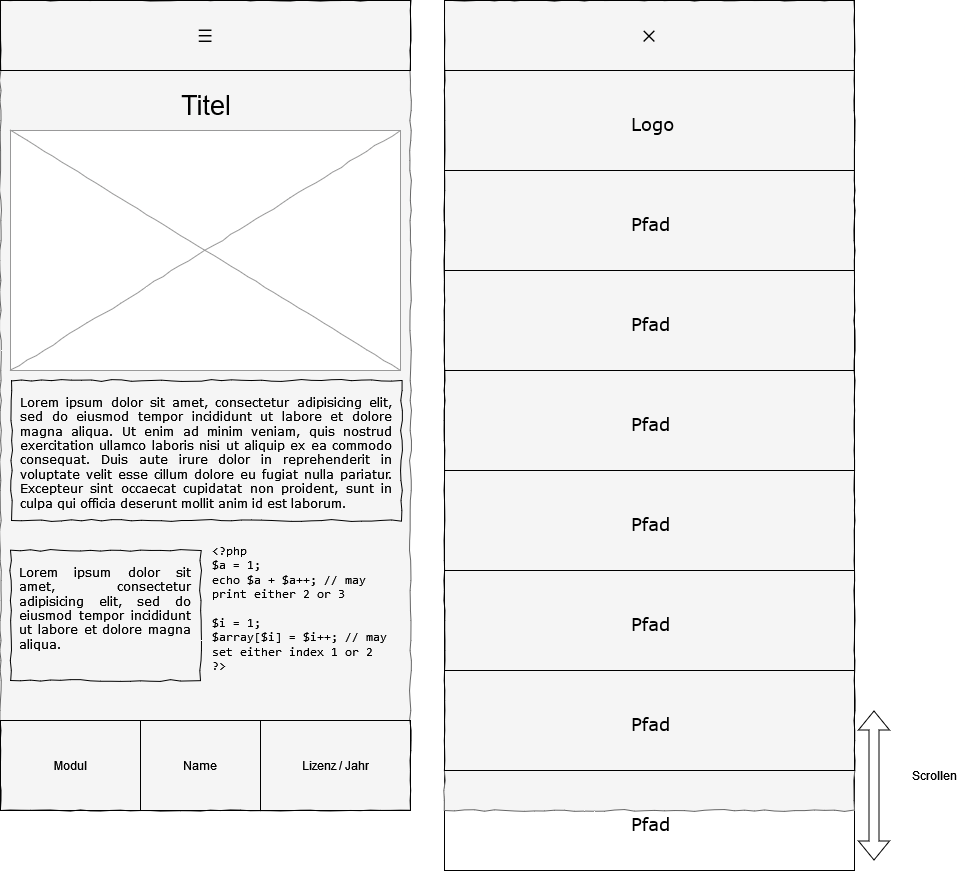 ☰
Titel
Lorem ipsum dolor sit amet, consectetur adipisicing elit,
sed do eiusmod tempor incididunt ut labore et dolore
magna aliqua. Ut enim ad minim veniam, quis nostrud
exercitation ullamco laboris nisi ut aliquip ex ea commodo
consequat. Duis aute irure dolor in reprehenderit in
voluptate velit esse cillum dolore eu fugiat nulla pariatur.
Excepteur sint occaecat cupidatat non proident, sunt in
culpa qui officia deserunt mollit anim id est laborum.
Lorem ipsum dolor sit
amet, consectetur
adipisicing elit, sed do
eiusmod tempor incididunt
ut labore et dolore magna
aliqua.
<?php
$a = 1;
echo $a + $a++; // may
print either 2 or 3
$i = 1;
$array[$i] = $i++; // may
set either index 1 or 2
?>
Modul
Name
Lizenz / Jahr
×
Logo
Pfad
Pfad
Pfad
Pfad
Pfad
Pfad
Pfad
Scrollen